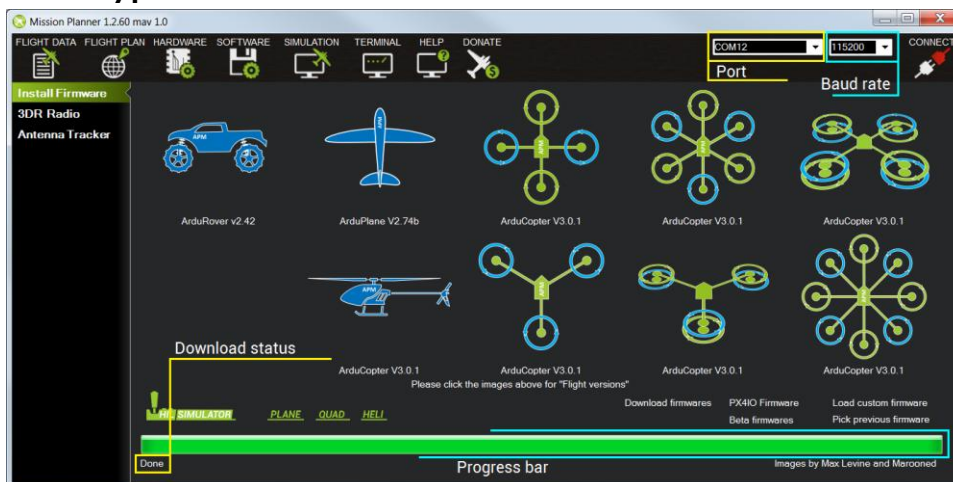 Mission Planner 1.2.60 mav 1.0
FLIGHT DATA FLIGHT PLAN HARDWARE SOFTWARE SIMULATION TERMINAL HELP DONATE
COM12 115200 CONNECT
Port
Baud rate
Install Firmware
3DR Radio
Antenna Tracker
APM
APM
APM
APM
ArduRover v2.42 ArduPlane V2.74b ArduCopter V3.0.1 ArduCopter V3.0.1 ArduCopter V3.0.1
APM
APM
APM
Download status
ArduCopter V3.0.1 ArduCopter V3.0.1 ArduCopter V3.0.1 ArduCopter V3.0.1
Please click the images above for "Flight versions"
Download firmwares PX4IO Firmware Load custom firmware
SIMULATOR PLANE QUAD HELI
Beta firmwares Pick previous firmware
Done
Progress bar
Images by Max Levine and Marooned